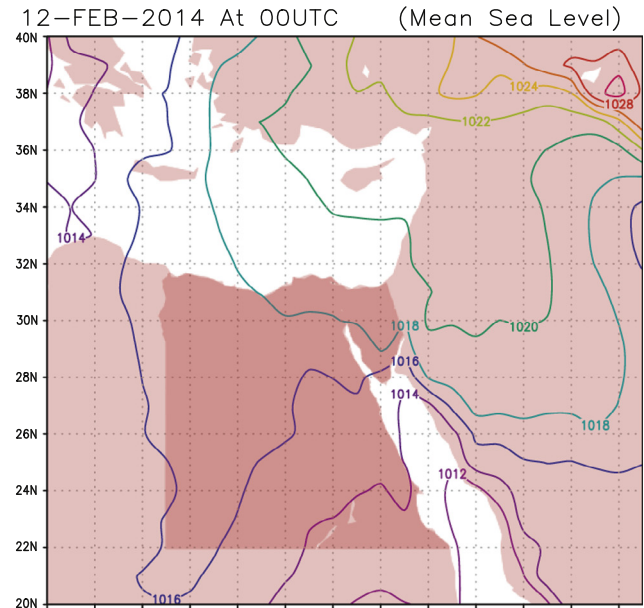 12-FEB-2014 At 00UTC (Mean Sea Level)
40N
38N
36N
34N
32N
30N
28N
26N
24N
22N
20N
1024
1028
1022
1014
1018
1020
1016
1014
1018
1012
1016